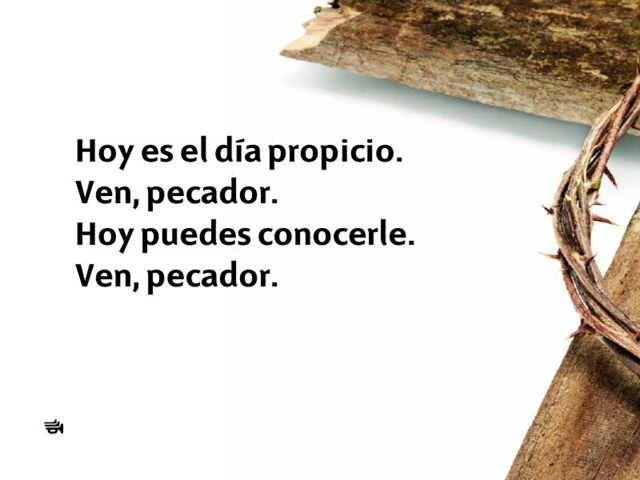 Hoy es el día propicio.
Ven, pecador.
Hoy puedes conocerle.
Ven, pecador.